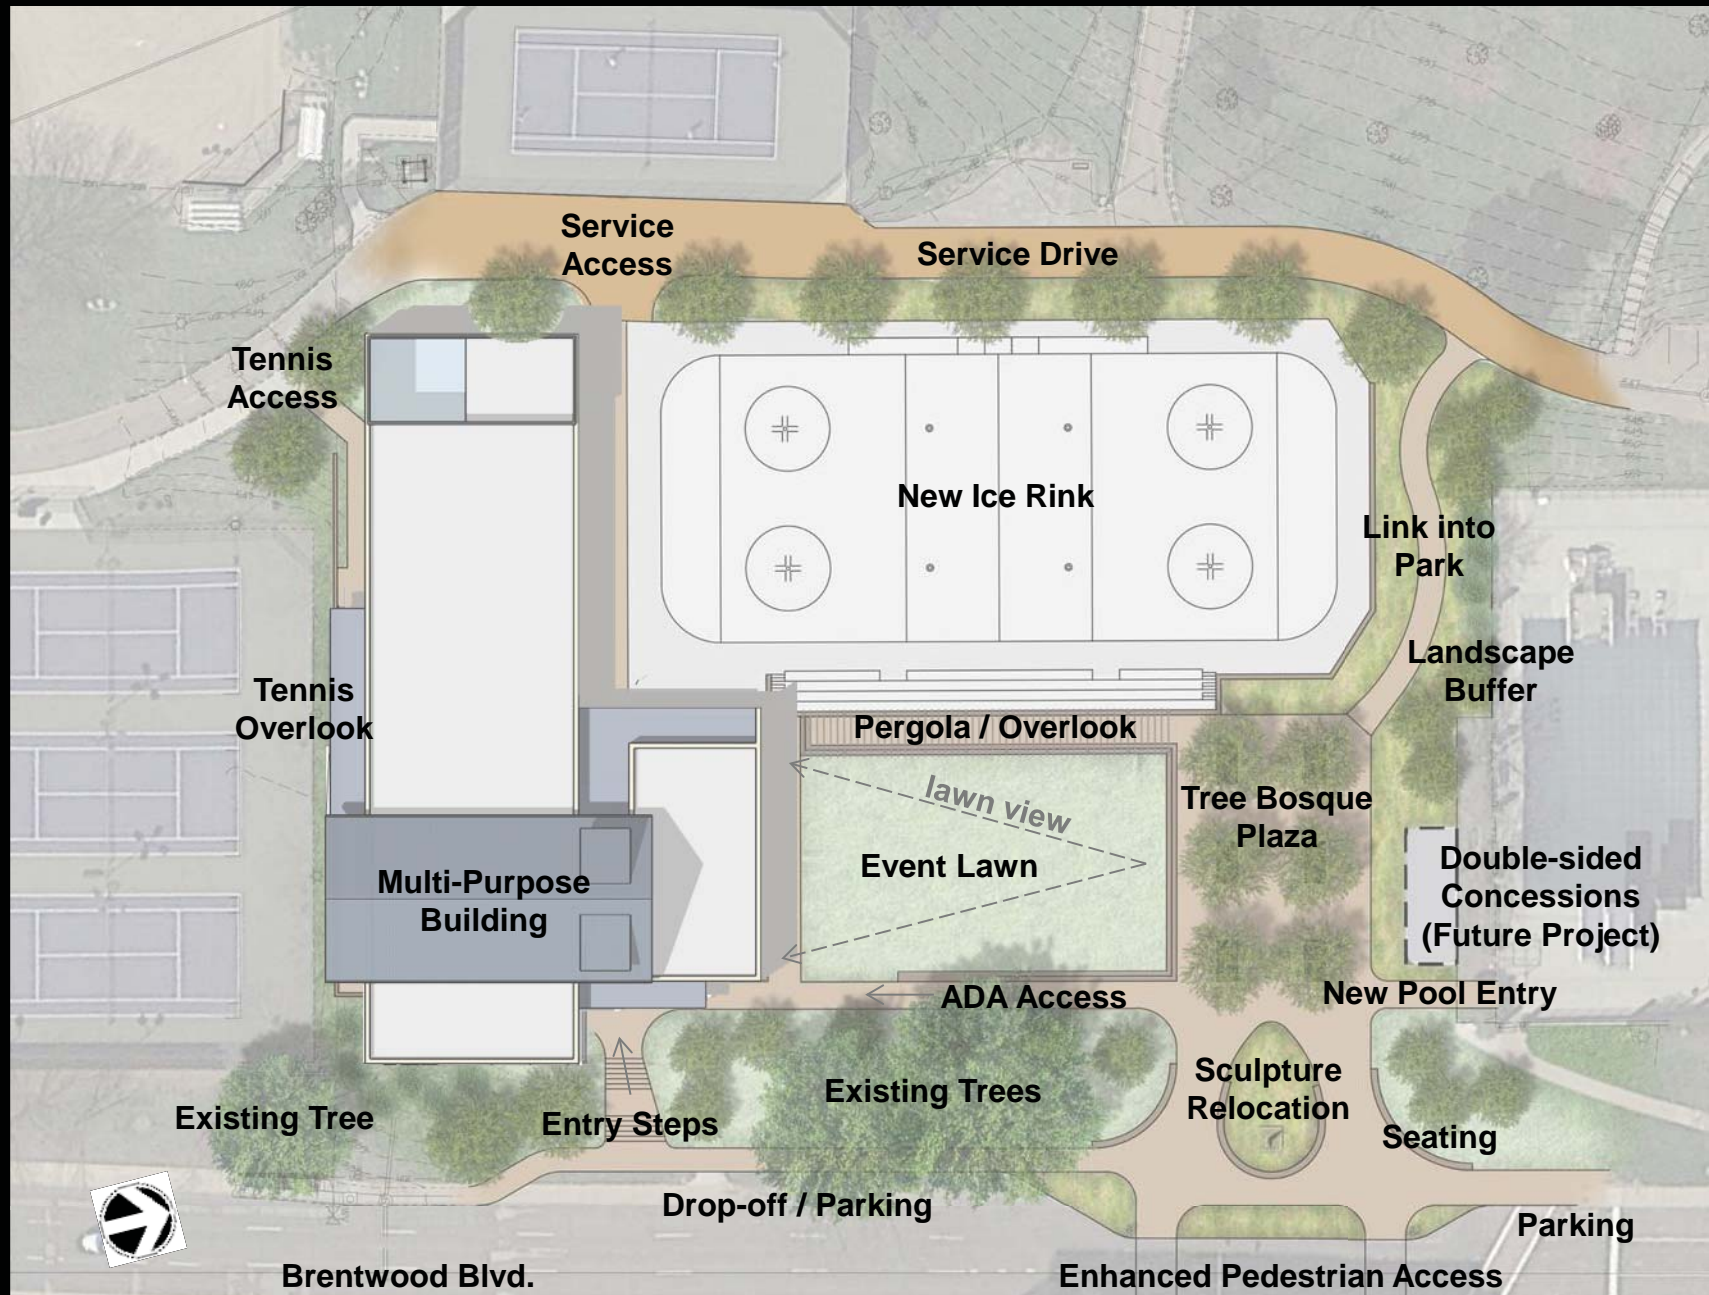 Service
Access
Service Drive
Tennis
Access
New Ice Rink
Link into
Park
Landscape
Buffer
Tennis
Overlook
Pergola / Overlook
lawn view
Tree Bosque
Plaza
Event Lawn
Multi-Purpose
Building
Double-sided
Concessions
(Future Project)
ADA Access
New Pool Entry
Sculpture
Relocation
Existing Trees
Existing Tree
Entry Steps
Seating
Drop-off / Parking
Parking
Brentwood Blvd.
Enhanced Pedestrian Access